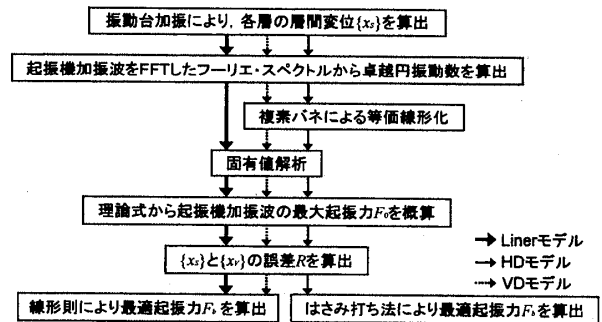 振動台加振により，各層の層間変位{xs}を算出
起振機加振波をFFTしたフーリエ・スペクトルから卓越円振動数を算出
複素バネによる等価線形化
固有値解析
理論式から起振機加振波の最大起振力F₀を概算
{xs}と{xv}の誤差Rを算出
Linerモデル
HDモデル
VDモデル
線形則により最適起振力Fₐを算出
はさみ打ち法により最適起振力Fₐを算出